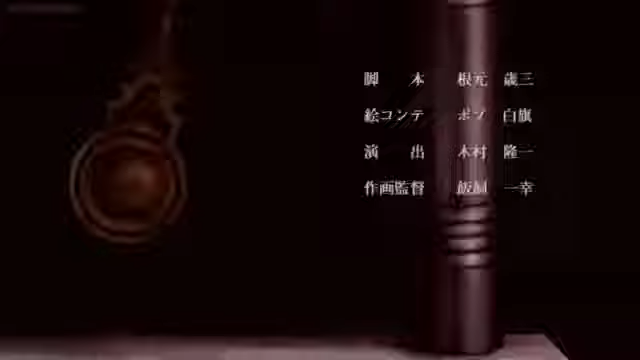 脚本 根元 歳三
絵コンテ ボブ 白旗
演出 木村 隆一
作画監督 飯飼 一幸